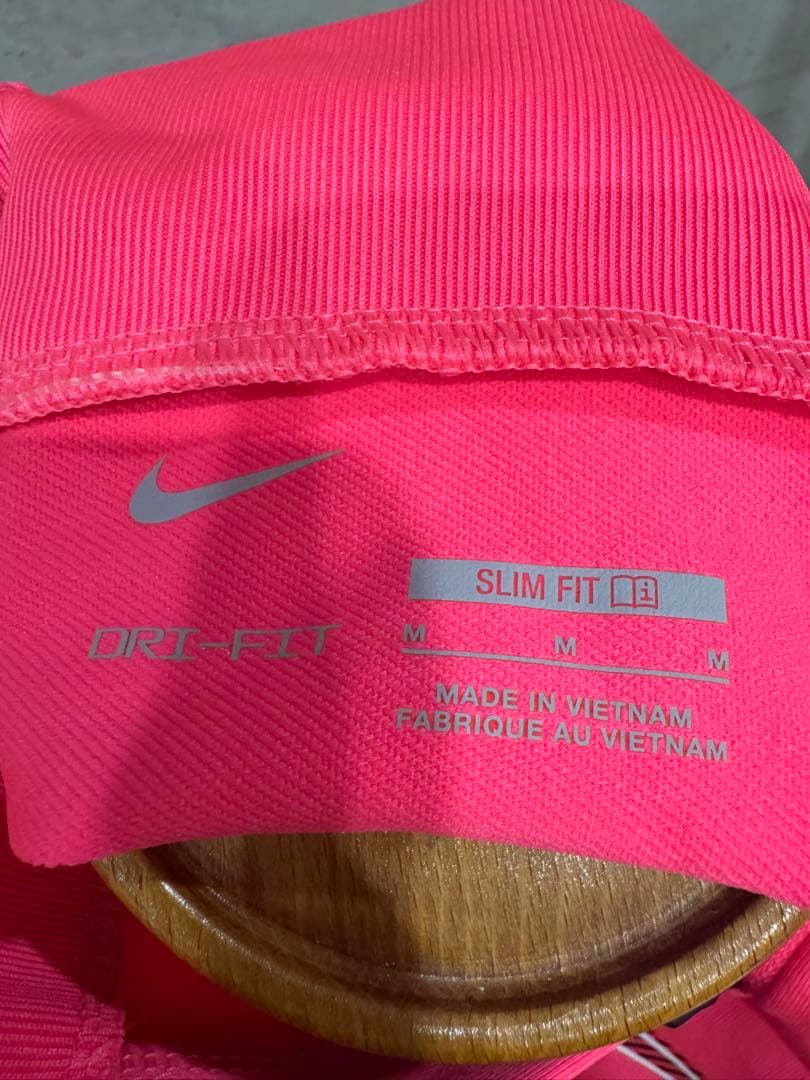 DRI-FIT
SLIM FIT
M M M
MADE IN VIETNAM
FABRIQUE AU VIETNAM